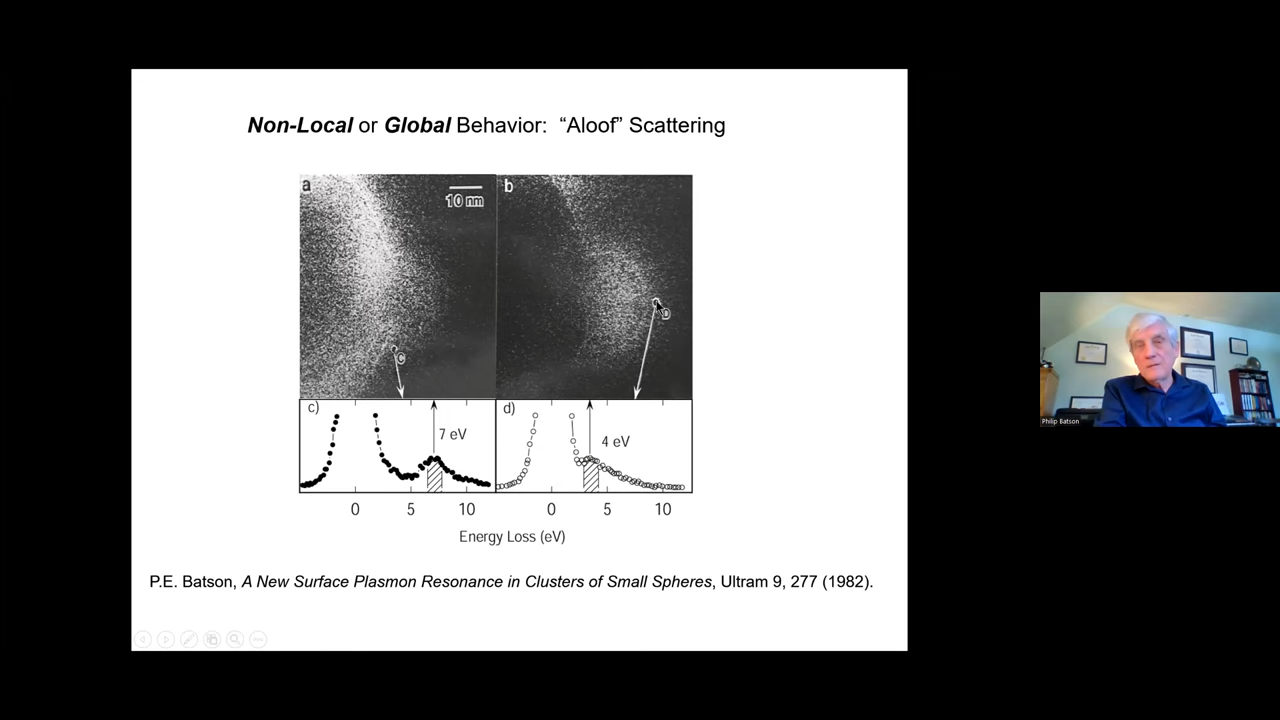 Non-Local or Global Behavior: “Aloof” Scattering
a
10 nm
b
C
D
c)
7 eV
d)
4 eV
0 5 10 0 5 10
Energy Loss (eV)
P.E. Batson, A New Surface Plasmon Resonance in Clusters of Small Spheres, Ultram 9, 277 (1982).
Philip Batson